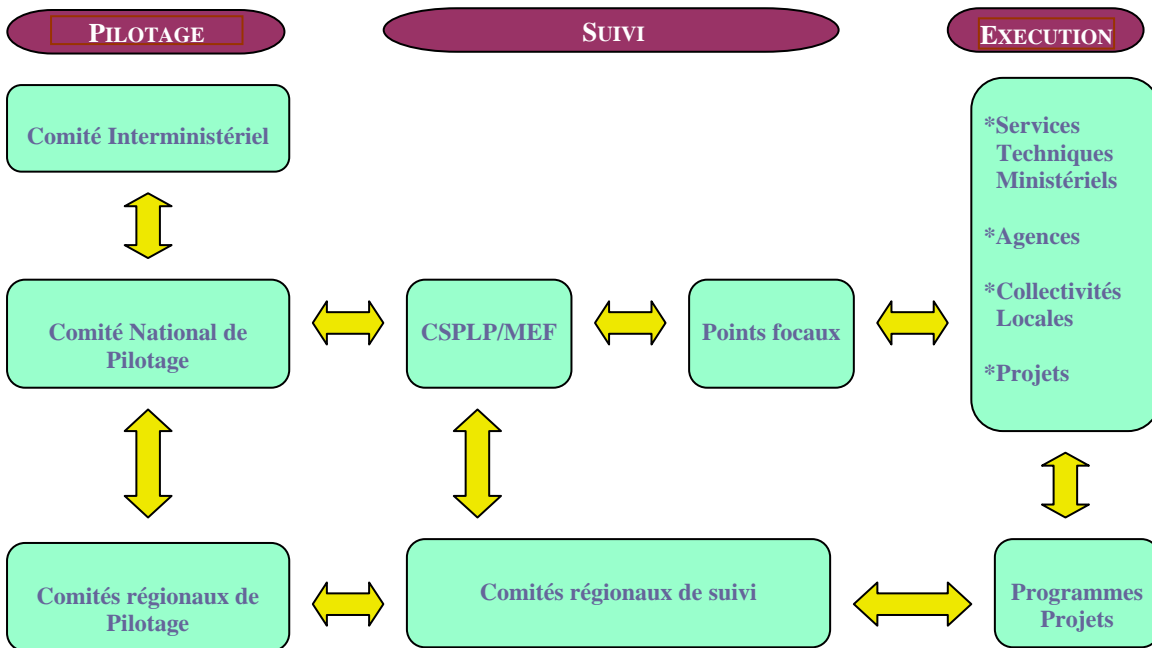 PILOTAGE
SUIVI
EXECUTION
Comité Interministériel
*Services
Techniques
Ministériels
*Agences
*Collectivités
Locales
*Projets
Comité National de
Pilotage
CSPLP/MEF
Points focaux
Comités régionaux de
Pilotage
Comités régionaux de suivi
Programmes
Projets